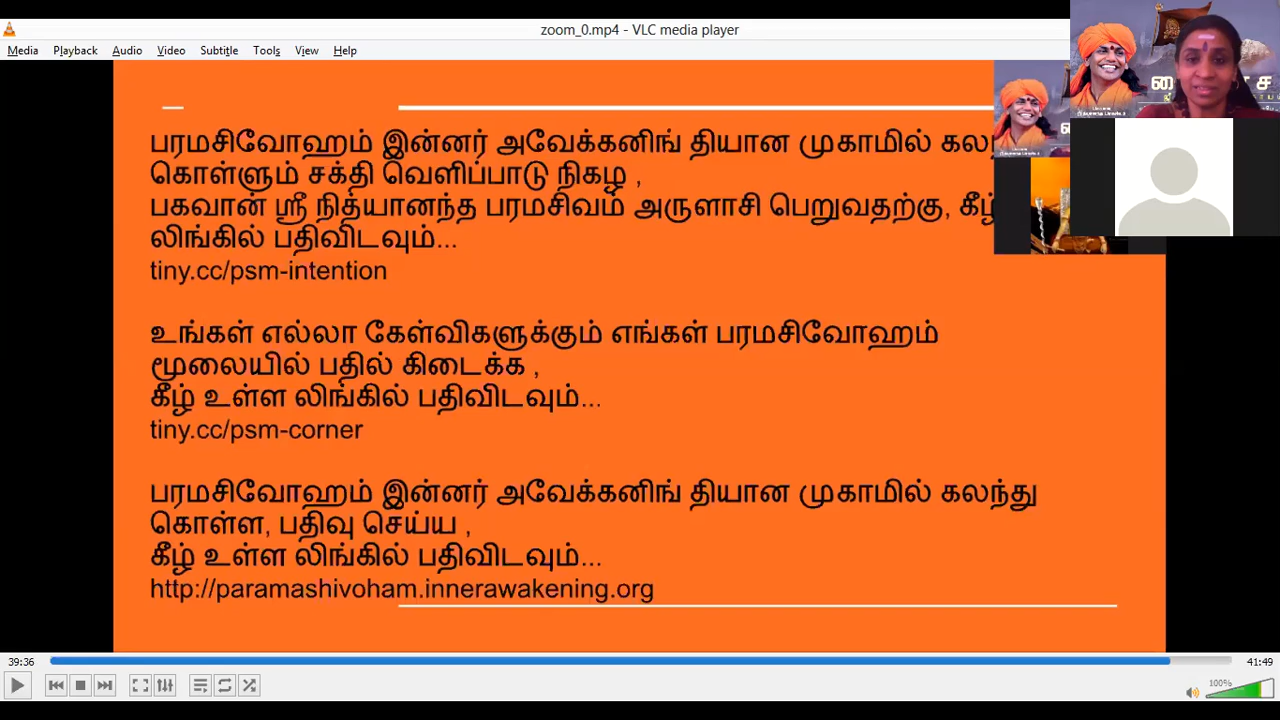 zoom_0.mp4 - VLC media player
Media Playback Audio Video Subtitle Tools View Help
பரமசிவோஹம் இன்னர் அவேக்கனிங் தியான முகாமில்
கொள்ளும் சக்தி வெளிப்பாடு நிகழ ,
பகவான் ஸ்ரீ நித்யானந்த பரமசிவம் அருளாசி பெறுவதற்கு, கீழ்
லிங்கில் பதிவிடவும்...
tiny.cc/psm-intention
உங்கள் எல்லா கேள்விகளுக்கும் எங்கள் பரமசிவோஹம்
மூலையில் பதில் கிடைக்க ,
கீழ் உள்ள லிங்கில் பதிவிடவும்...
tiny.cc/psm-corner
பரமசிவோஹம் இன்னர் அவேக்கனிங் தியான முகாமில் கலந்து
கொள்ள, பதிவு செய்ய ,
கீழ் உள்ள லிங்கில் பதிவிடவும்...
http://paramashivoham.innerawakening.org
39:36
41:49
100%